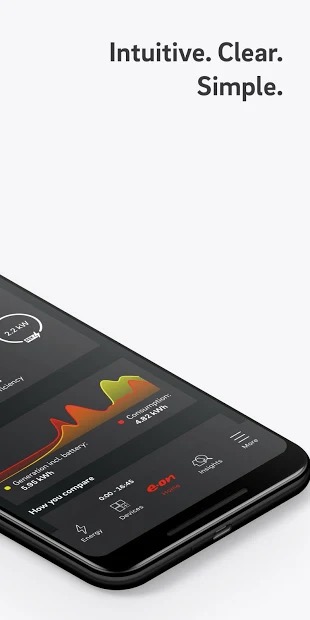 Intuitive. Clear.
Simple.
2.2 kW
Generation incl. battery:
5.95 kWh
Consumption:
4.82 kWh
How you compare
0:00 - 16:45
Energy
Devices
e·on
Home
Insights
More